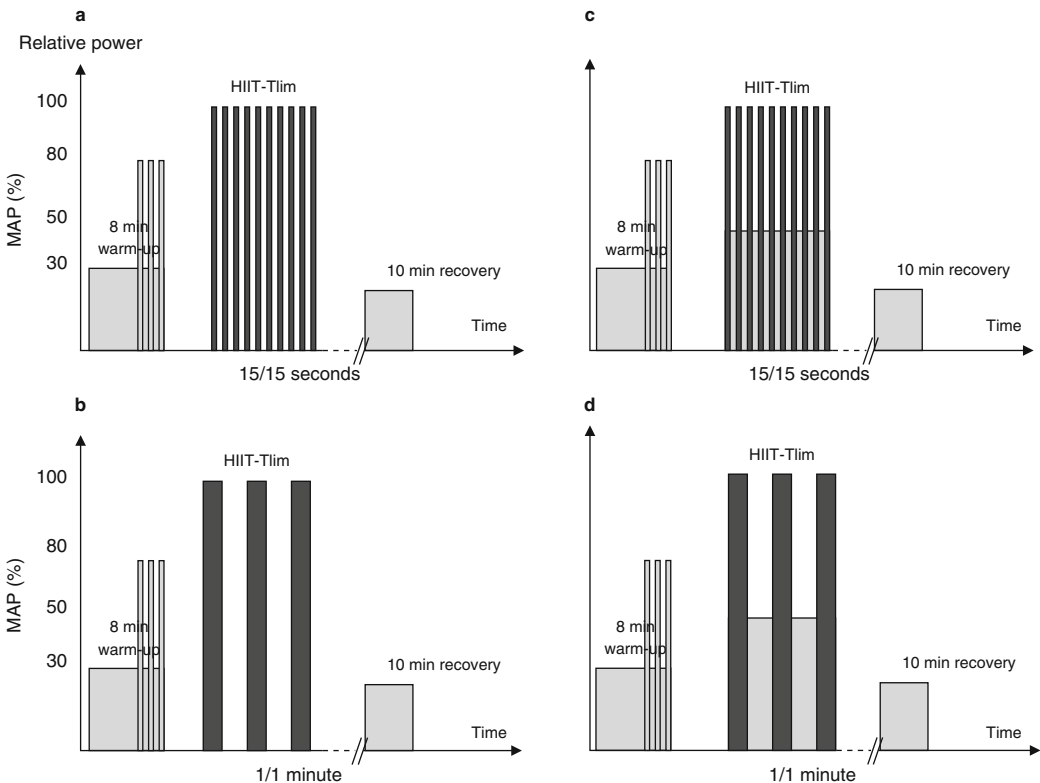 a
Relative power
HIIT-Tlim
100
80
50
30
MAP (%)
8 min
warm-up
10 min recovery
Time
15/15 seconds
c
HIIT-Tlim
8 min
warm-up
10 min recovery
Time
15/15 seconds
b
HIIT-Tlim
100
80
50
30
MAP (%)
8 min
warm-up
10 min recovery
Time
1/1 minute
d
HIIT-Tlim
8 min
warm-up
10 min recovery
Time
1/1 minute